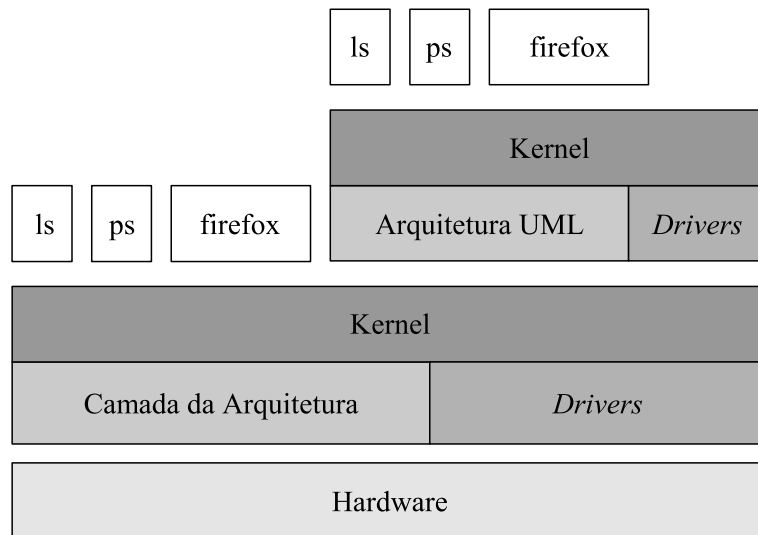 ls ps firefox
Kernel
ls ps firefox Arquitetura UML Drivers
Kernel
Camada da Arquitetura Drivers
Hardware